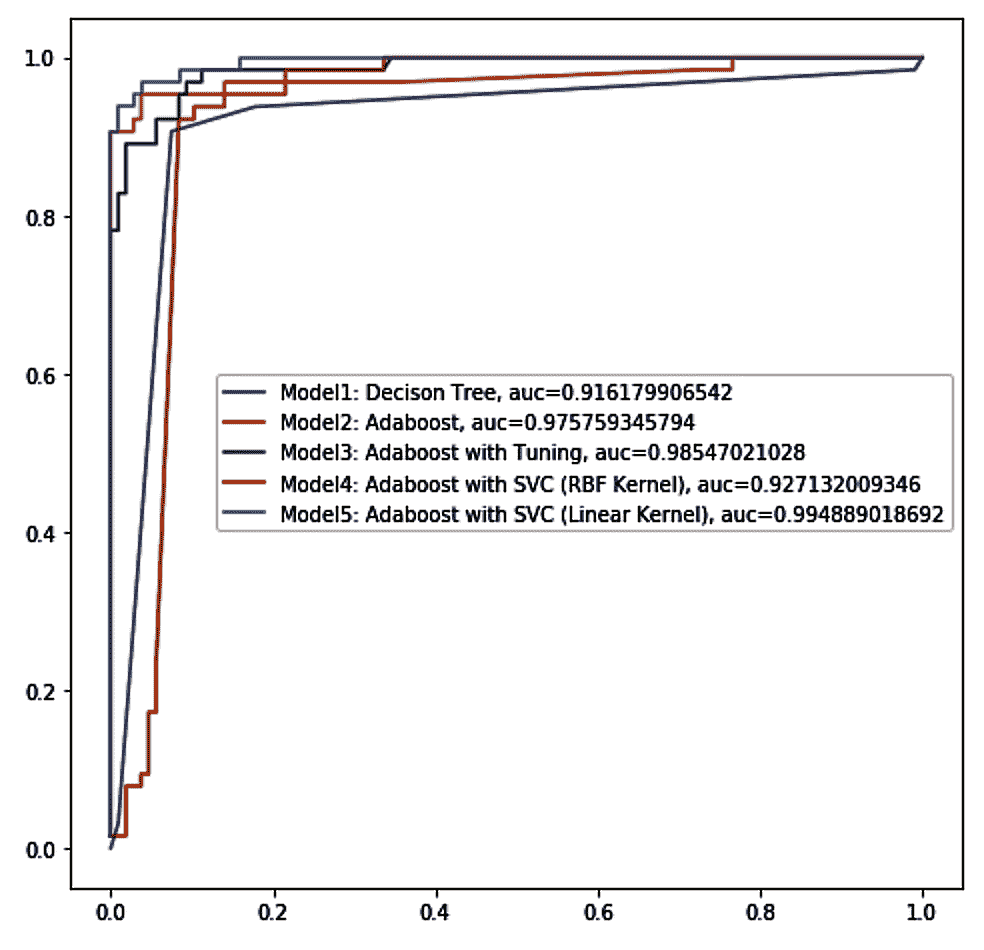 1.0
0.8
0.6
Model1: Decison Tree, auc=0.916179906542
Model2: Adaboost, auc=0.975759345794
Model3: Adaboost with Tuning, auc=0.98547021028
Model4: Adaboost with SVC (RBF Kernel), auc=0.927132009346
Model5: Adaboost with SVC (Linear Kernel), auc=0.994889018692
0.4
0.2
0.0
0.0 0.2 0.4 0.6 0.8 1.0